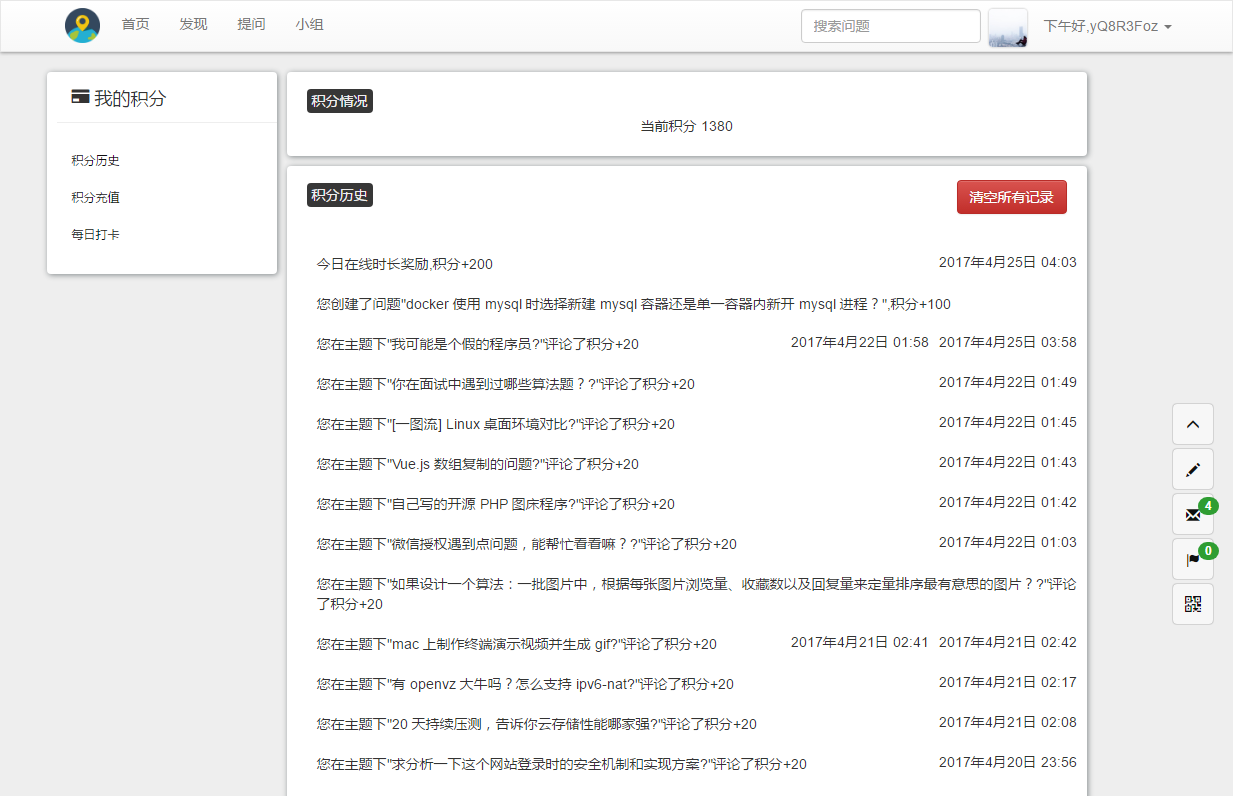 首页 发现 提问 小组 搜索问题 下午好,yQ8R3Foz
我的积分
积分历史
积分充值
每日打卡
积分情况
当前积分 1380
积分历史 清空所有记录
今日在线时长奖励,积分+200 2017年4月25日 04:03
您创建了问题"docker 使用 mysql 时选择新建 mysql 容器还是单一容器内新开 mysql 进程？",积分+100
您在主题下"我可能是个假的程序员?"评论了积分+20 2017年4月22日 01:58 2017年4月25日 03:58
您在主题下"你在面试中遇到过哪些算法题？?"评论了积分+20 2017年4月22日 01:49
您在主题下"[一图流] Linux 桌面环境对比?"评论了积分+20 2017年4月22日 01:45
您在主题下"Vue.js 数组复制的问题?"评论了积分+20 2017年4月22日 01:43
您在主题下"自己写的开源 PHP 图床程序?"评论了积分+20 2017年4月22日 01:42
您在主题下"微信授权遇到点问题，能帮忙看看嘛？?"评论了积分+20 2017年4月22日 01:03
您在主题下"如果设计一个算法：一批图片中，根据每张图片浏览量、收藏数以及回复量来定量排序最有意思的图片？?"评论
了积分+20
您在主题下"mac 上制作终端演示视频并生成 gif?"评论了积分+20 2017年4月21日 02:41 2017年4月21日 02:42
您在主题下"有 openvz 大牛吗？怎么支持 ipv6-nat?"评论了积分+20 2017年4月21日 02:17
您在主题下"20 天持续压测，告诉你云存储性能哪家强?"评论了积分+20 2017年4月21日 02:08
您在主题下"求分析一下这个网站登录时的安全机制和实现方案?"评论了积分+20 2017年4月20日 23:56
4
0